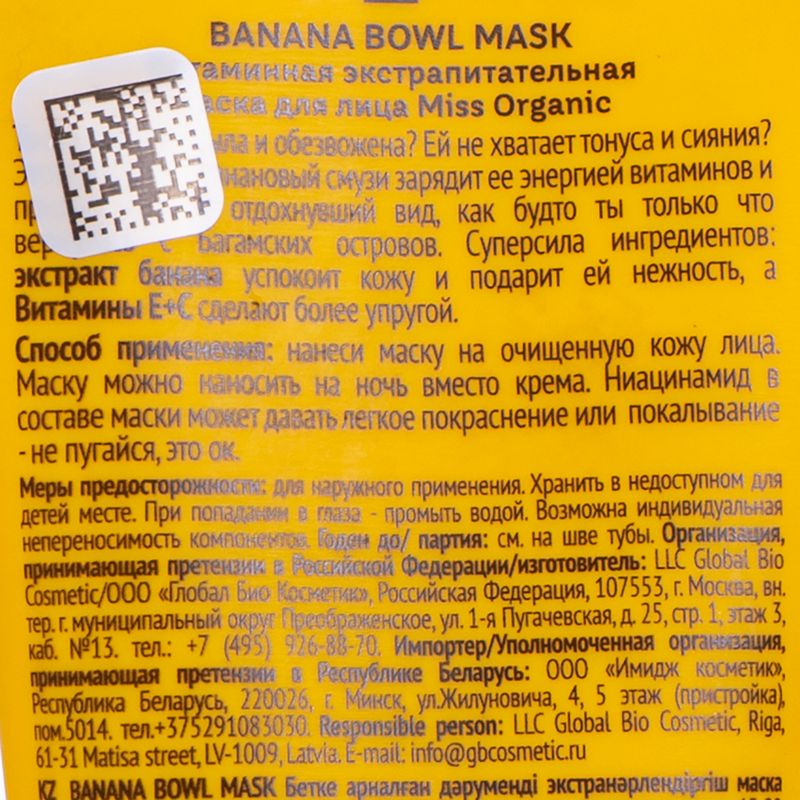 BANANA BOWL MASK
экстрапитательная
для лица Miss Organic
и обезвожена? Ей не хватает тонуса и сияния?
смузи зарядит ее энергией витаминов и
отдохнувший вид, как будто ты только что
с Багамских островов. Суперсила ингредиентов:
экстракт банана успокоит кожу и подарит ей нежность, а
Витамины Е+С сделают более упругой.
Способ применения: нанеси маску на очищенную кожу лица.
Маску можно наносить на ночь вместо крема. Ниацинамид в
составе маски может давать легкое покраснение или покалывание
- не пугайся, это ок.
Меры предосторожности: для наружного применения. Хранить в недоступном для
детей месте. При попадании в глаза - промыть водой. Возможна индивидуальная
непереносимость компонентов. Годен до/ партия: см. на шве тубы. Организация,
принимающая претензии в Российской Федерации/изготовитель: LLC Global Bio
Cosmetic/ООО «Глобал Био Косметик», Российская Федерация, 107553, г. Москва, вн.
тер. г. муниципальный округ Преображенское, ул. 1-я Пугачевская, д. 25, стр. 1, этаж 3,
каб. №13. тел.: +7 (495) 926-88-70. Импортер/Уполномоченная организация,
принимающая претензии в Республике Беларусь: ООО «Имидж косметик»,
Республика Беларусь, 220026, г. Минск, ул.Жилуновича, 4, 5 этаж (пристройка),
пом.5014. тел.+375291083030. Responsible person: LLC Global Bio Cosmetic, Riga,
61-31 Matisa street, LV-1009, Latvia. E-mail: info@gbcosmetic.ru
KZ BANANA BOWL MASK Бетке арналған дәруменді экстранәрлендіргіш маска